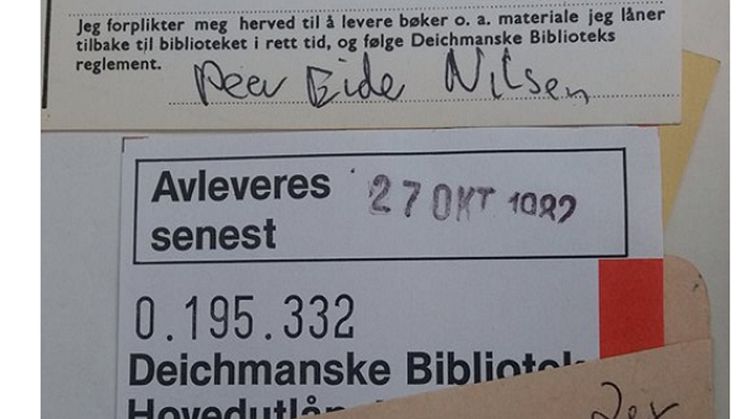 Jeg forplikter meg herved til å levere bøker o. a. materiale jeg låner
tilbake til biblioteket i rett tid, og følge Deichmanske Biblioteks
reglement.
Peer Eide Nilsen
Avleveres
senest
27 OKT 1982
0.195.332
Deichmanske Bibliotek
Hovedutlån